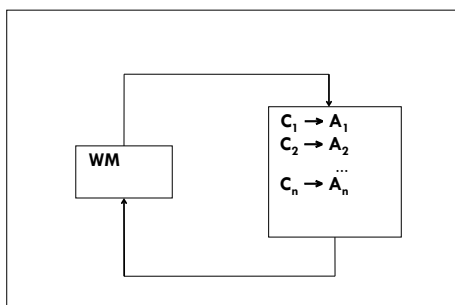 WM
C₁ → A₁
C₂ → A₂
...
Cₙ → Aₙ